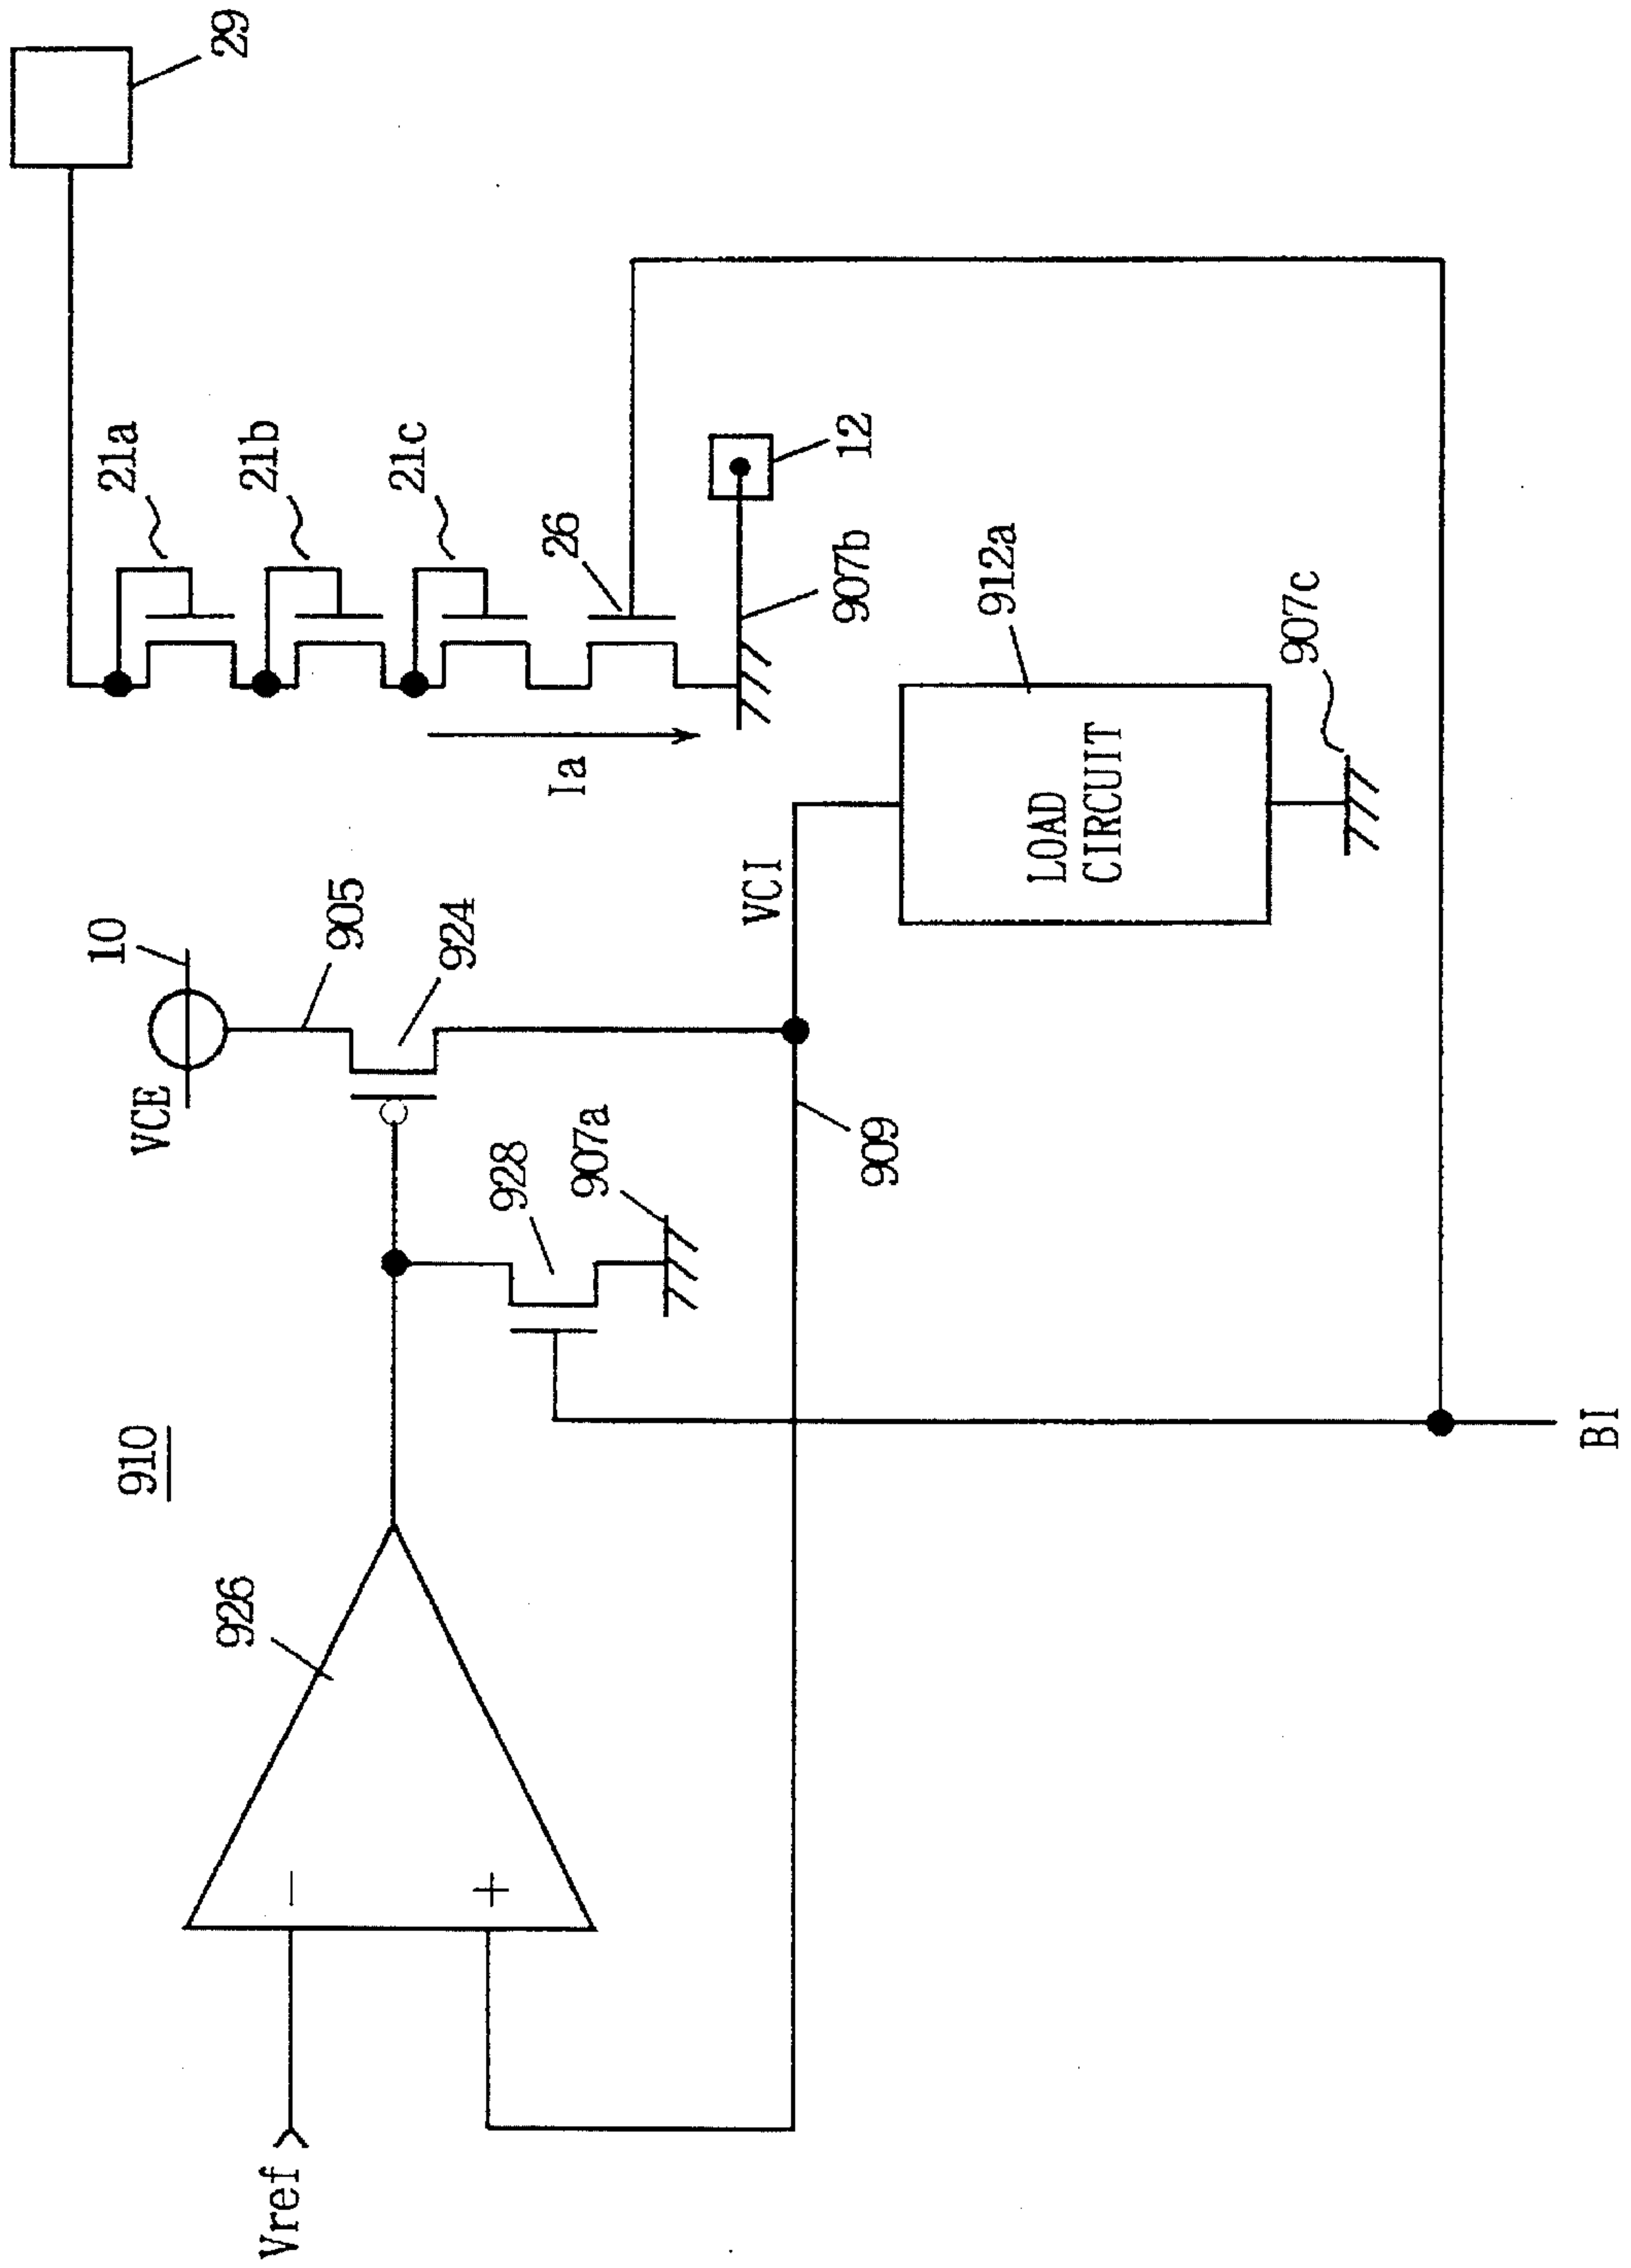 910
VCE
10
905
924
926
928
907a
Vref
−
+
909
VCI
Ia
21a
21b
21c
26
29
12
907b
LOAD
CIRCUIT
912a
907c
BI